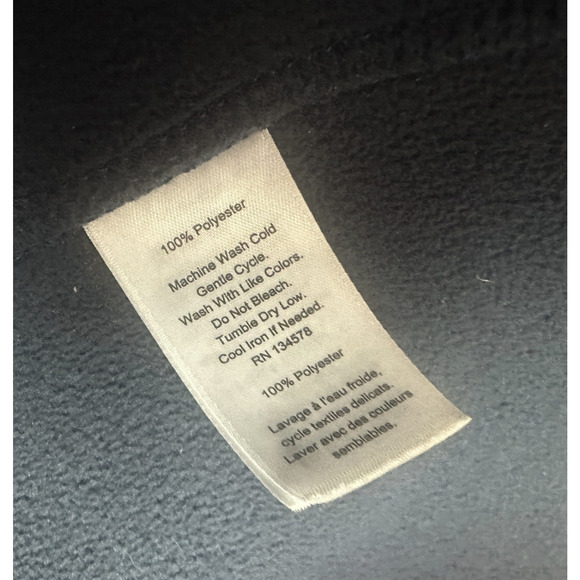 100% Polyester
Machine Wash Cold
Gentle Cycle.
Wash With Like Colors.
Do Not Bleach.
Tumble Dry Low.
Cool Iron If Needed.
RN 134578
100% Polyester
Lavage à l'eau froide,
cycle textiles delicats.
Laver avec des couleurs
semblables.